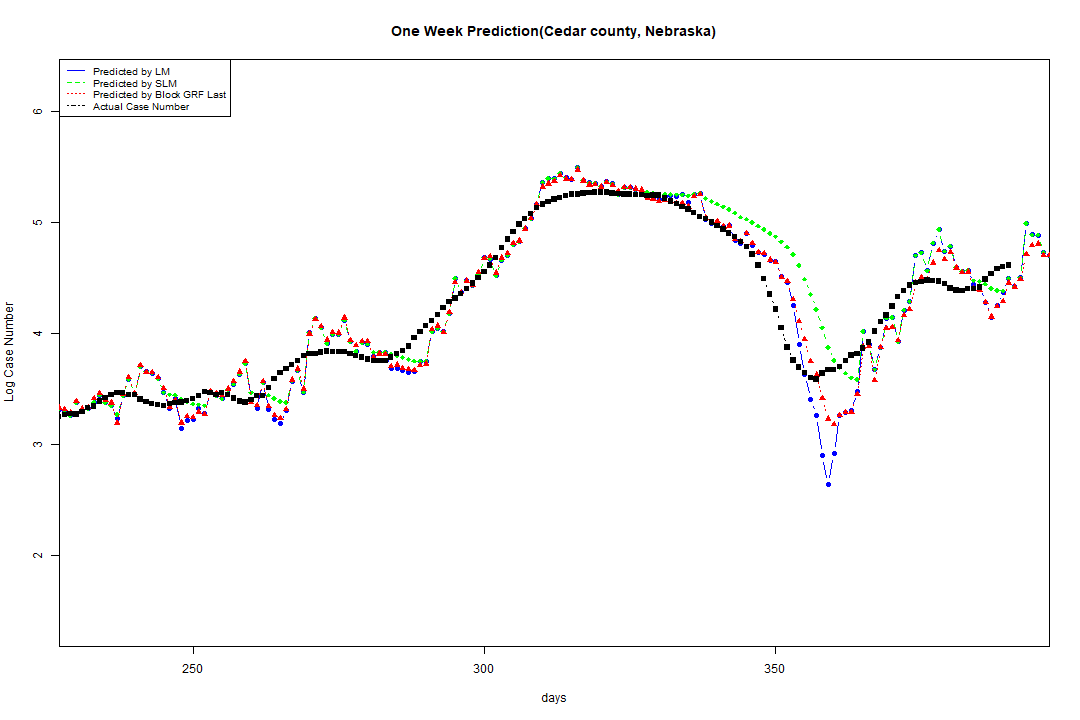 One Week Prediction(Cedar county, Nebraska)
Predicted by LM
Predicted by SLM
Predicted by Block GRF Last
Actual Case Number
6
5
4
3
2
Log Case Number
250
300
350
days